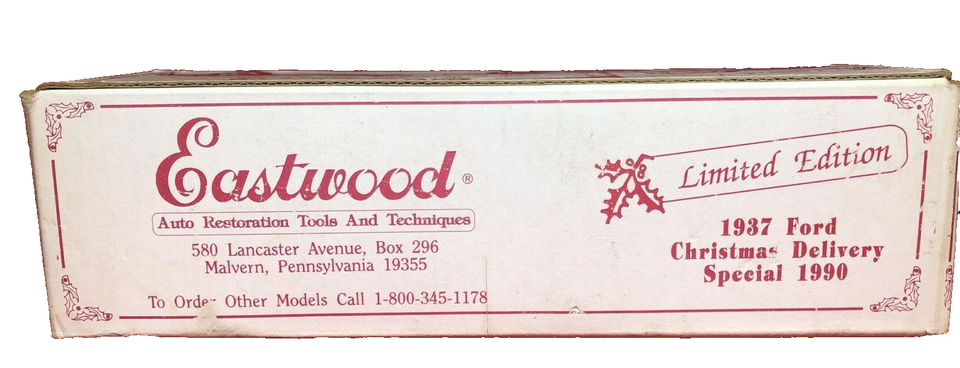 Eastwood®
Auto Restoration Tools And Techniques
580 Lancaster Avenue, Box 296
Malvern, Pennsylvania 19355
To Order Other Models Call 1-800-345-1178
Limited Edition
1937 Ford
Christmas Delivery
Special 1990